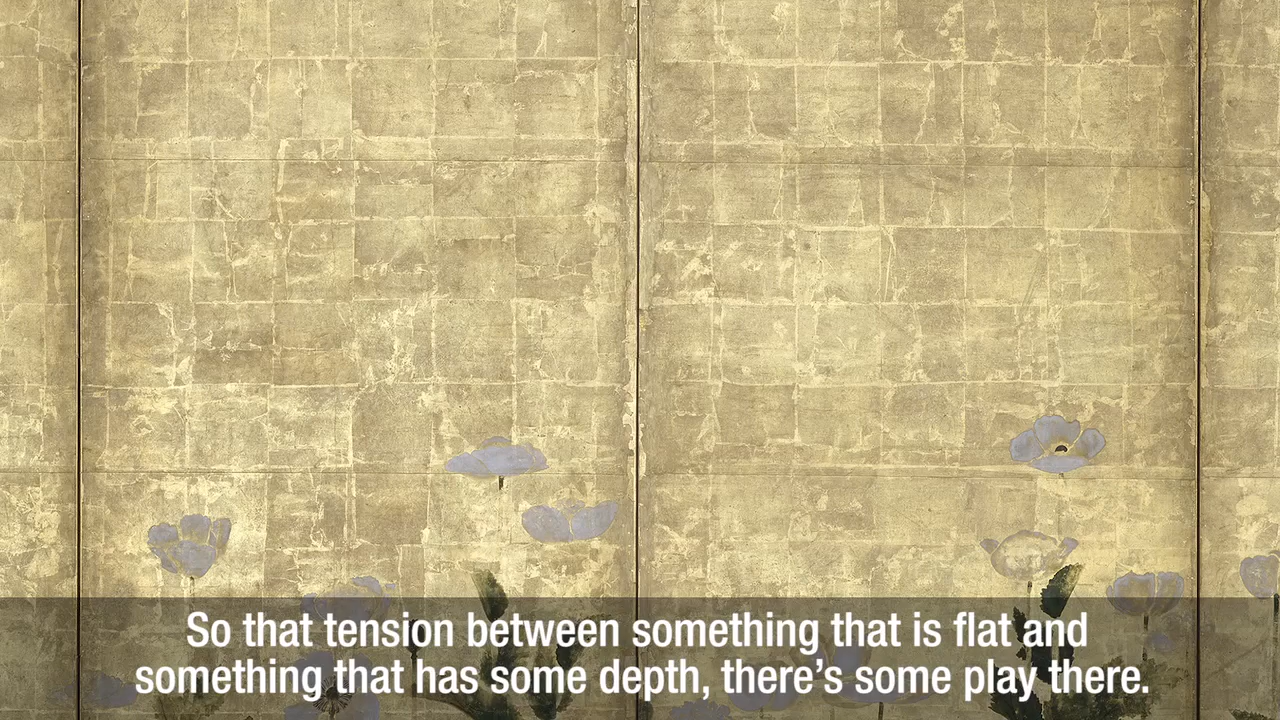 So that tension between something that is flat and
something that has some depth, there’s some play there.